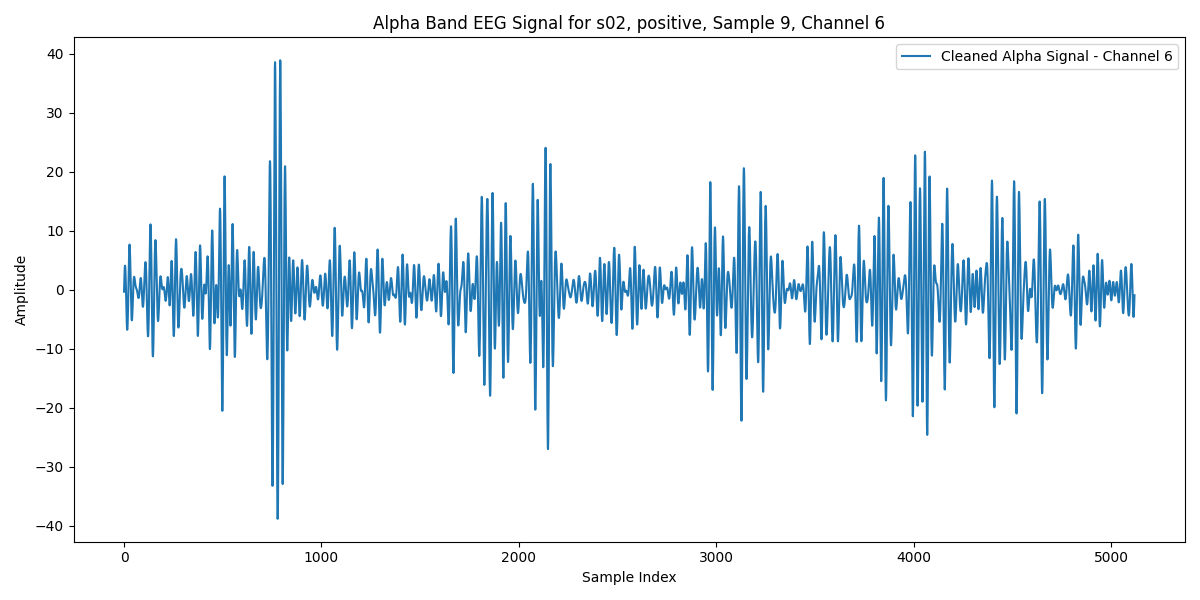 Alpha Band EEG Signal for s02, positive, Sample 9, Channel 6
Cleaned Alpha Signal - Channel 6
40
30
20
10
0
−10
−20
−30
−40
Amplitude
0 1000 2000 3000 4000 5000
Sample Index